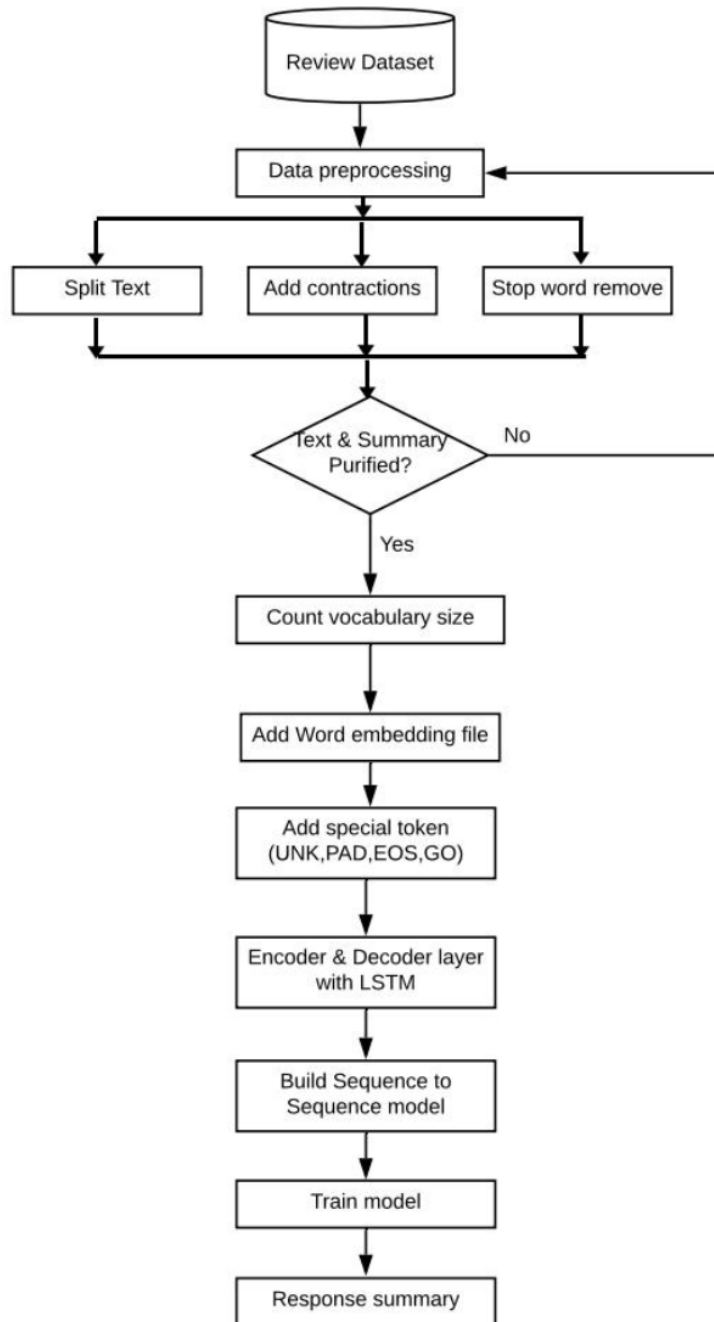 Review Dataset
Data preprocessing
Split Text
Add contractions
Stop word remove
Text & Summary
Purified?
No
Yes
Count vocabulary size
Add Word embedding file
Add special token
(UNK,PAD,EOS,GO)
Encoder & Decoder layer
with LSTM
Build Sequence to
Sequence model
Train model
Response summary